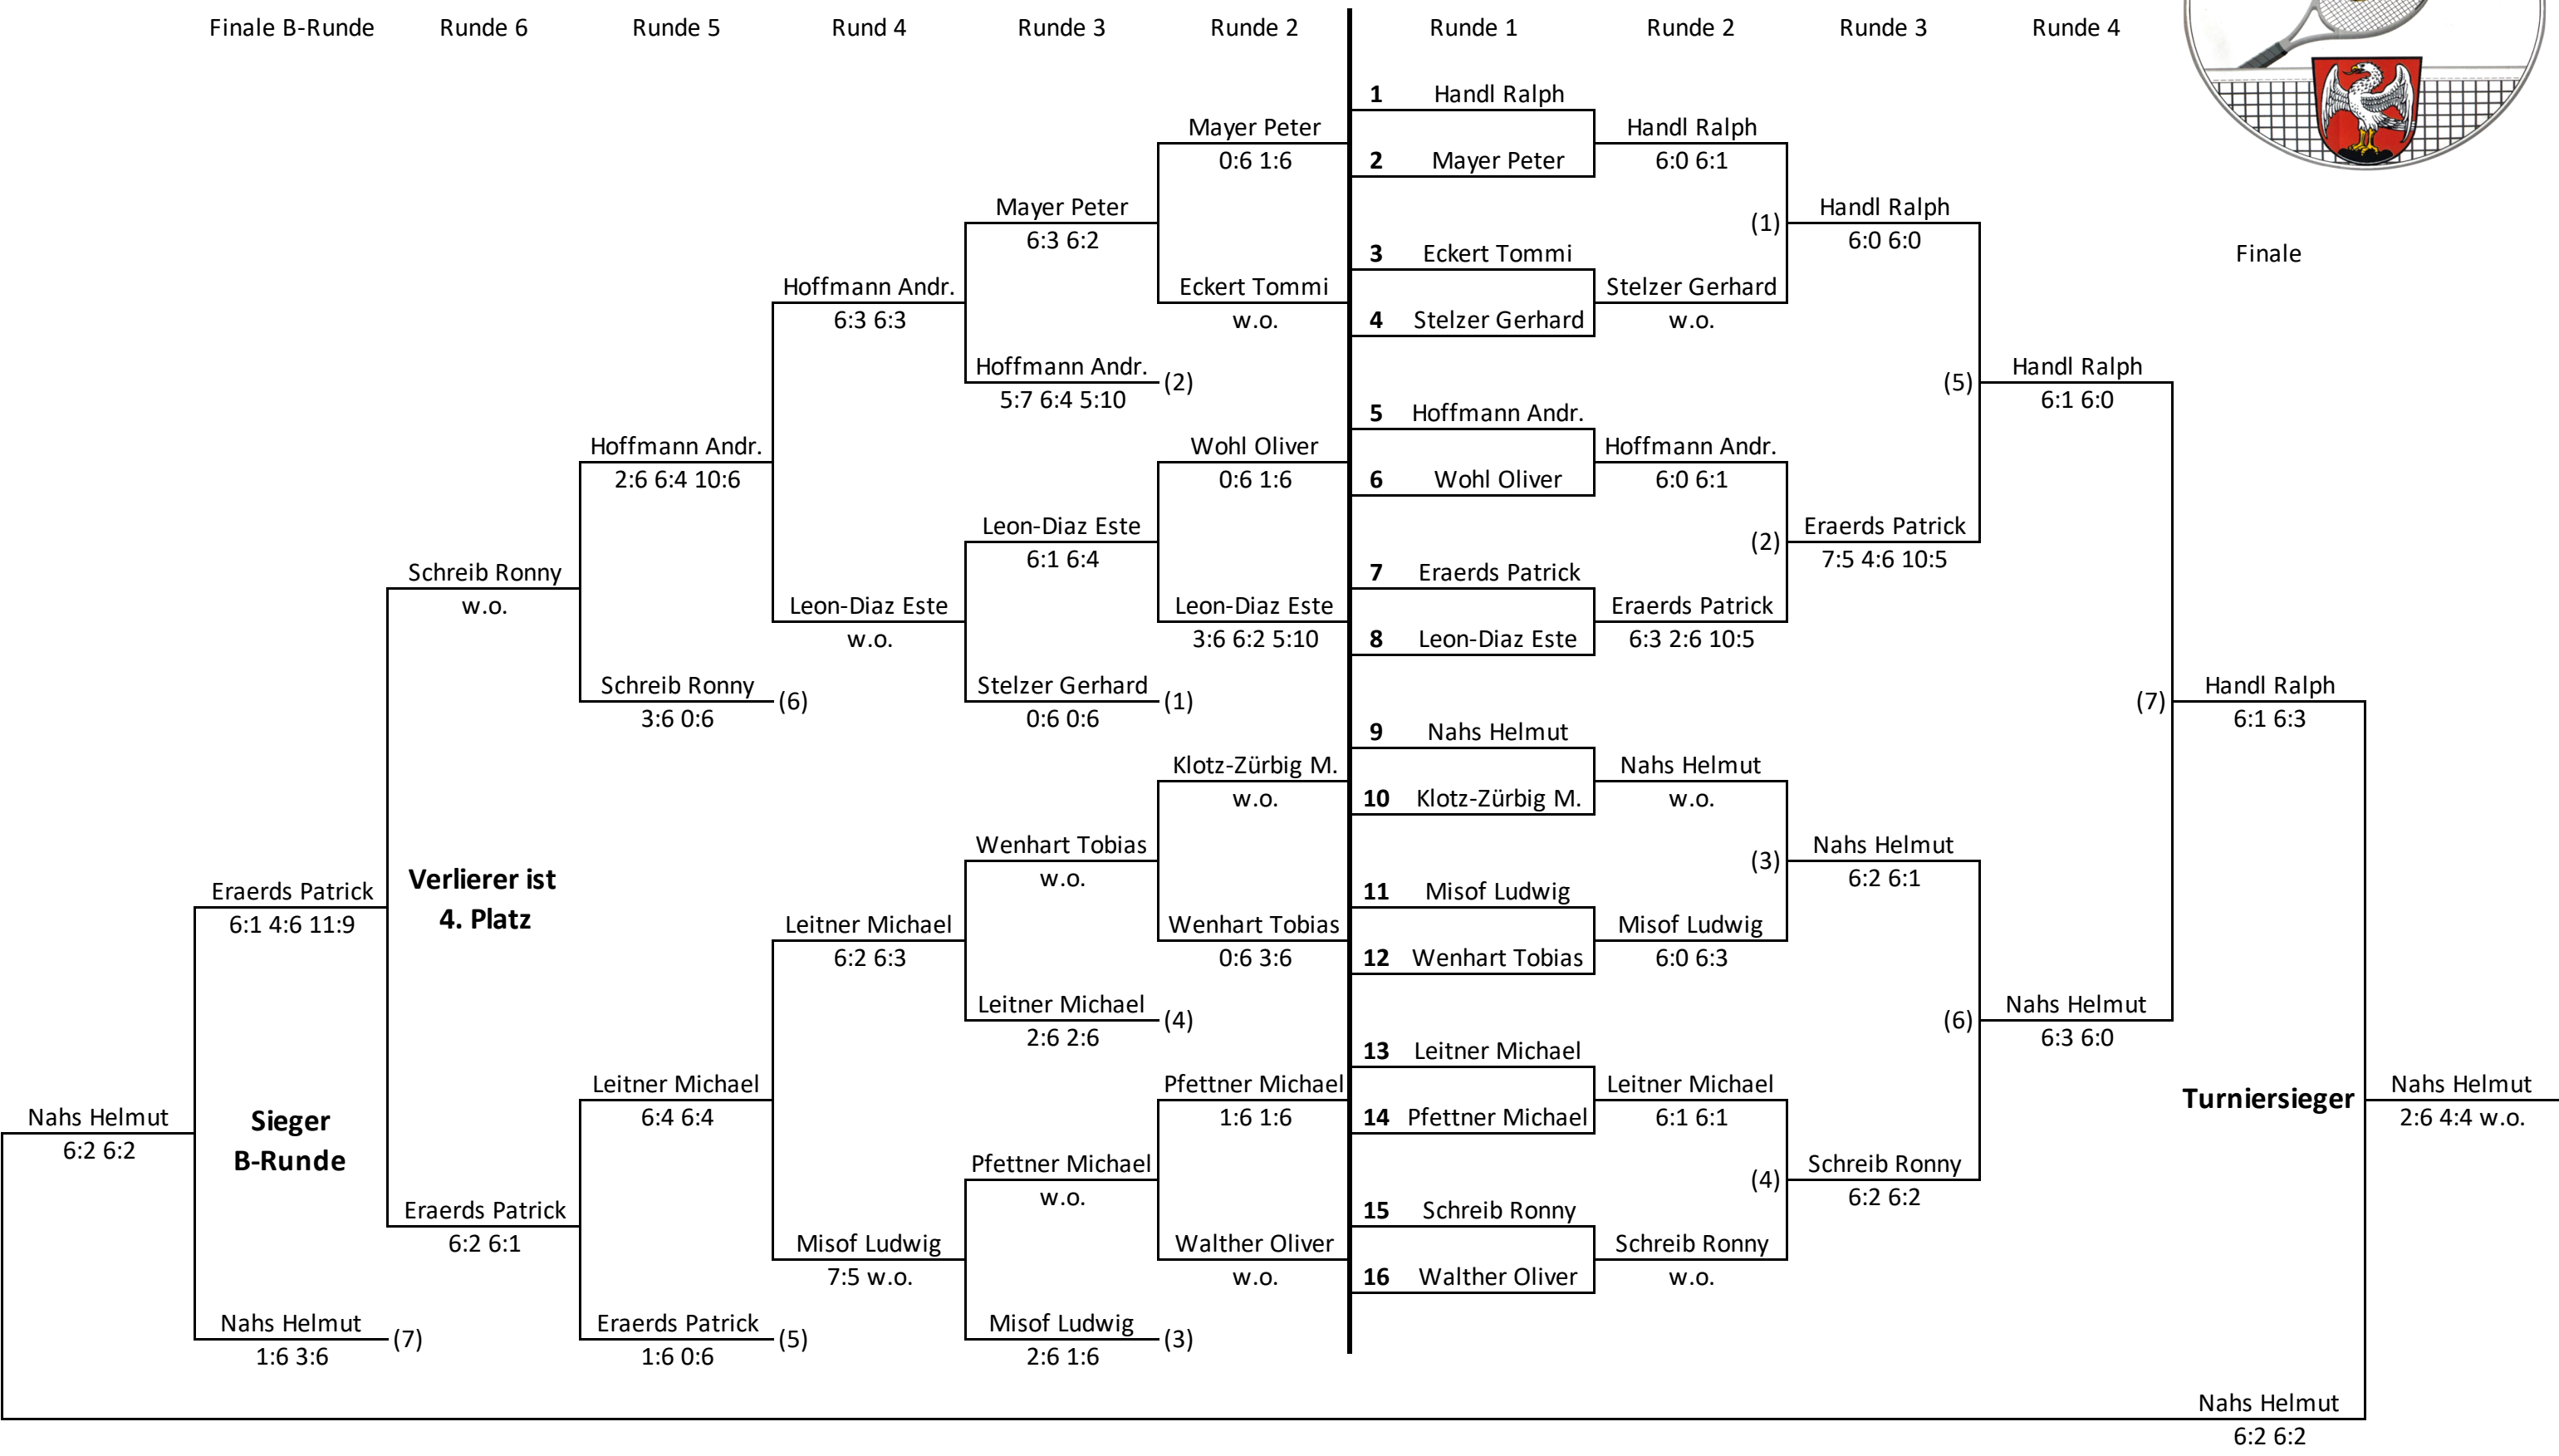 Finale B-Runde Runde 6 Runde 5 Rund 4 Runde 3 Runde 2 Runde 1 Runde 2 Runde 3 Runde 4
1 Handl Ralph
Mayer Peter Handl Ralph
0:6 1:6 2 Mayer Peter 6:0 6:1
Mayer Peter (1) Handl Ralph
6:3 6:2 6:0 6:0
3 Eckert Tommi Finale
Hoffmann Andr. Eckert Tommi Stelzer Gerhard
6:3 6:3 w.o. 4 Stelzer Gerhard w.o.
Hoffmann Andr. (2) (5) Handl Ralph
5:7 6:4 5:10 6:1 6:0
5 Hoffmann Andr.
Hoffmann Andr. Wohl Oliver Hoffmann Andr.
2:6 6:4 10:6 0:6 1:6 6 Wohl Oliver 6:0 6:1
Leon-Diaz Este (2) Eraerds Patrick
6:1 6:4 7:5 4:6 10:5
Schreib Ronny 7 Eraerds Patrick
w.o. Leon-Diaz Este Leon-Diaz Este Eraerds Patrick
w.o. 3:6 6:2 5:10 8 Leon-Diaz Este 6:3 2:6 10:5
Schreib Ronny (6) Stelzer Gerhard (1) (7) Handl Ralph
3:6 0:6 0:6 0:6 6:1 6:3
9 Nahs Helmut
Klotz-Zürbig M. Nahs Helmut
w.o. 10 Klotz-Zürbig M. w.o.
Wenhart Tobias (3) Nahs Helmut
w.o. 6:2 6:1
Eraerds Patrick Verlierer ist 11 Misof Ludwig
6:1 4:6 11:9 4. Platz Leitner Michael Wenhart Tobias Misof Ludwig
6:2 6:3 0:6 3:6 12 Wenhart Tobias 6:0 6:3
Leitner Michael (4) (6) Nahs Helmut
2:6 2:6 6:3 6:0
13 Leitner Michael
Leitner Michael Pfettner Michael Leitner Michael Turniersieger Nahs Helmut
Nahs Helmut Sieger 6:4 6:4 1:6 1:6 14 Pfettner Michael 6:1 6:1 2:6 4:4 w.o.
6:2 6:2 B-Runde Pfettner Michael (4) Schreib Ronny
w.o. 6:2 6:2
Eraerds Patrick 15 Schreib Ronny
6:2 6:1 Misof Ludwig Walther Oliver Schreib Ronny
7:5 w.o. w.o. 16 Walther Oliver w.o.
Nahs Helmut (7) Eraerds Patrick (5) Misof Ludwig (3)
1:6 3:6 1:6 0:6 2:6 1:6
Nahs Helmut
6:2 6:2